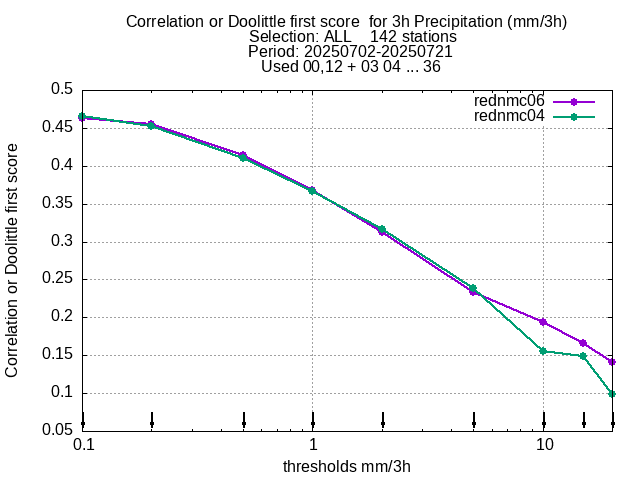 Correlation or Doolittle first score  for 3h Precipitation (mm/3h)
Selection: ALL    142 stations
Period: 20250702-20250721
Used 00,12 + 03 04 ... 36
rednmc06
rednmc04
Correlation or Doolittle first score
0.5
0.45
0.4
0.35
0.3
0.25
0.2
0.15
0.1
0.05
0.1 1 10
thresholds mm/3h